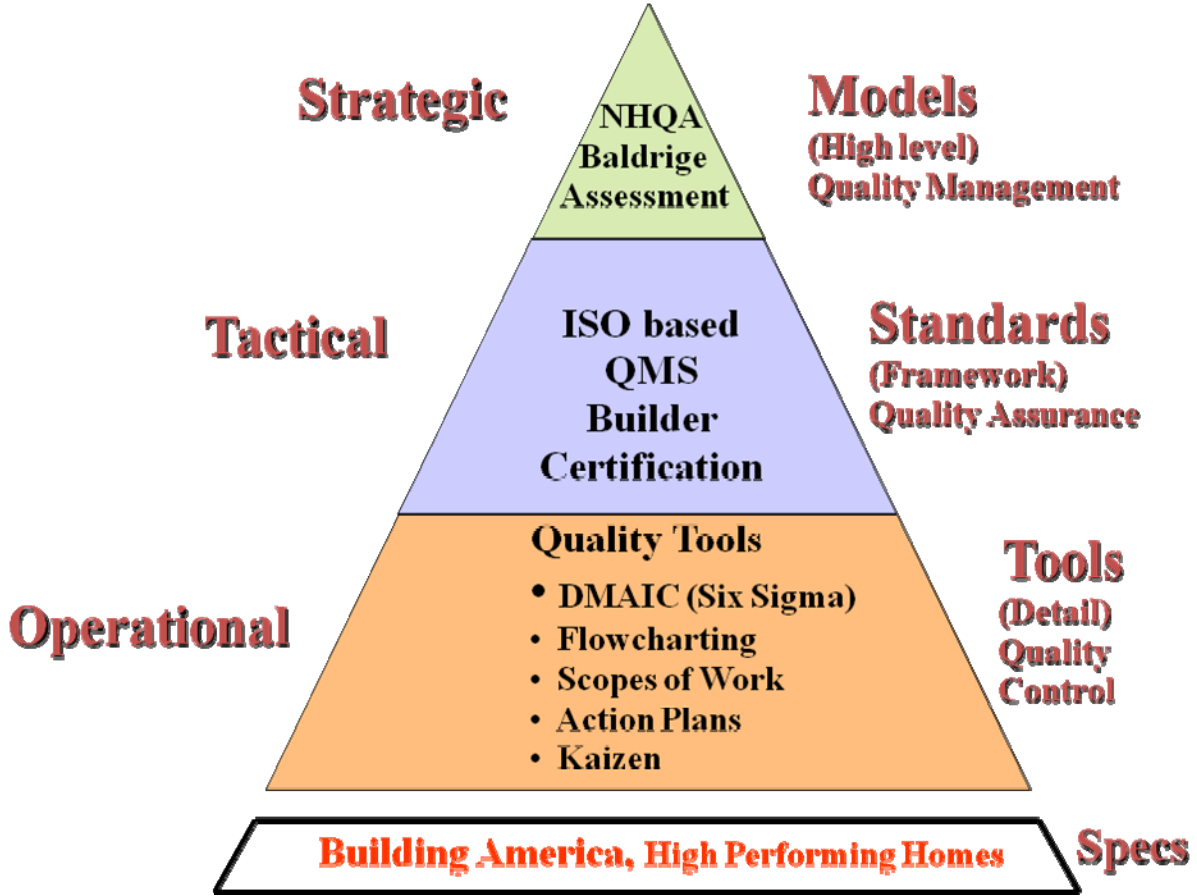 Strategic
NHQA
Baldrige
Assessment
Models
(High level)
Quality Management
Tactical
ISO based
QMS
Builder
Certification
Standards
(Framework)
Quality Assurance
Operational
Quality Tools
• DMAIC (Six Sigma)
• Flowcharting
• Scopes of Work
• Action Plans
• Kaizen
Tools
(Detail)
Quality
Control
Building America, High Performing Homes
Specs